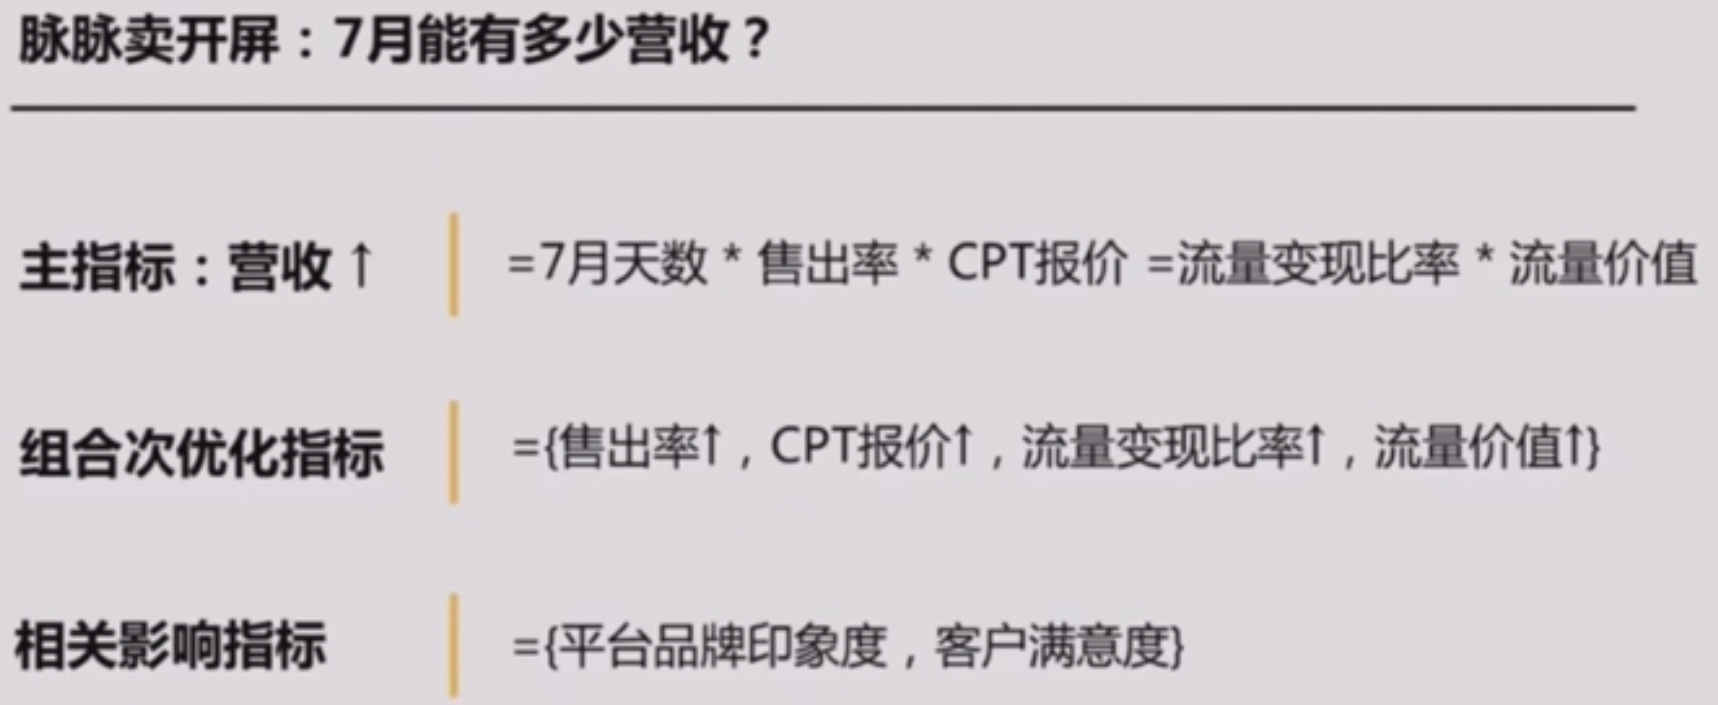 脉脉卖开屏：7月能有多少营收？
主指标：营收↑ =7月天数 * 售出率 * CPT报价 =流量变现比率 * 流量价值
组合次优化指标 ={售出率↑，CPT报价↑，流量变现比率↑，流量价值↑}
相关影响指标 ={平台品牌印象度，客户满意度}